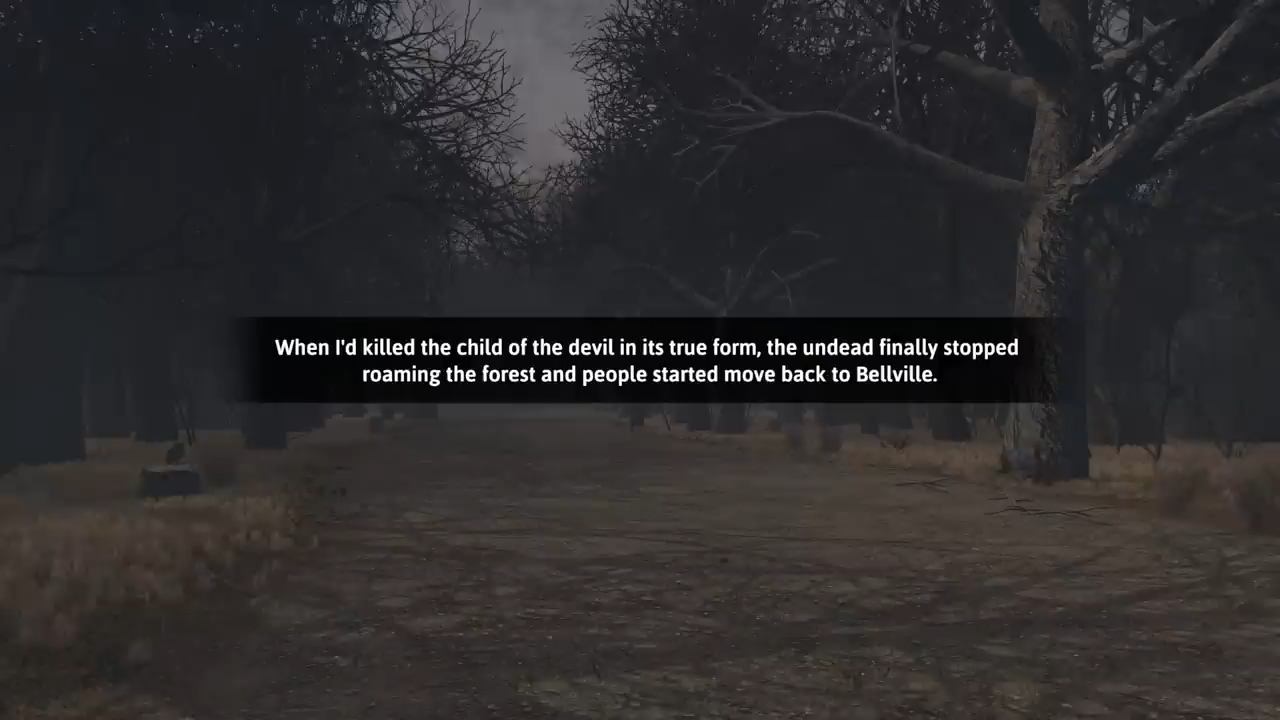 When I'd killed the child of the devil in its true form, the undead finally stopped
roaming the forest and people started move back to Bellville.